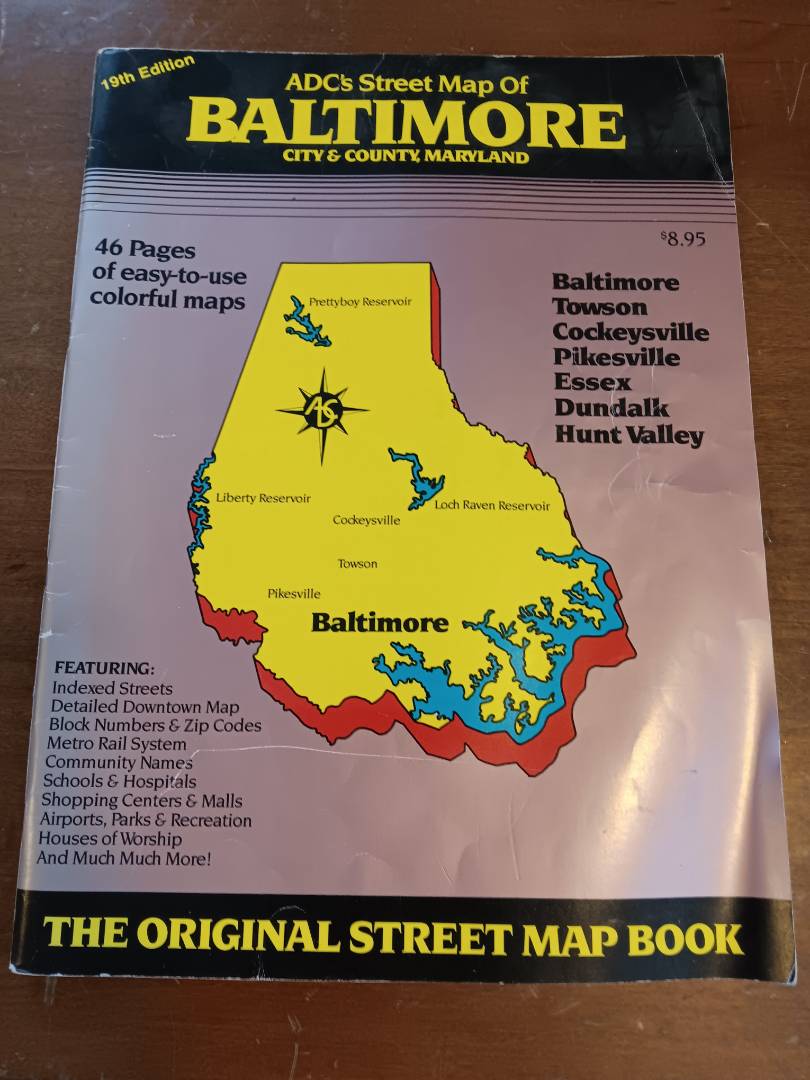 19th Edition
ADC's Street Map Of
BALTIMORE
CITY & COUNTY, MARYLAND
$8.95
46 Pages
of easy-to-use
colorful maps
Baltimore
Towson
Cockeysville
Pikesville
Essex
Dundalk
Hunt Valley
Prettyboy Reservoir
ADC
Liberty Reservoir
Loch Raven Reservoir
Cockeysville
Towson
Pikesville
Baltimore
FEATURING:
Indexed Streets
Detailed Downtown Map
Block Numbers & Zip Codes
Metro Rail System
Community Names
Schools & Hospitals
Shopping Centers & Malls
Airports, Parks & Recreation
Houses of Worship
And Much Much More!
THE ORIGINAL STREET MAP BOOK